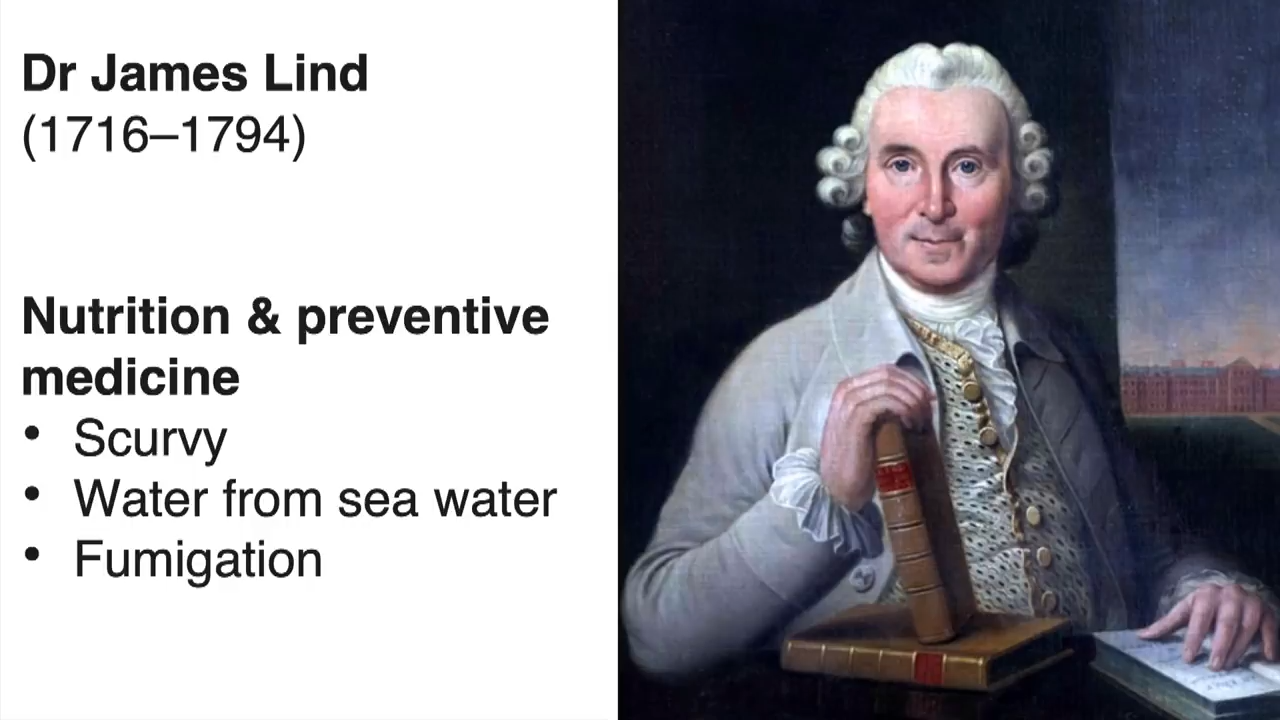 Dr James Lind
(1716–1794)
Nutrition & preventive
medicine
• Scurvy
• Water from sea water
• Fumigation